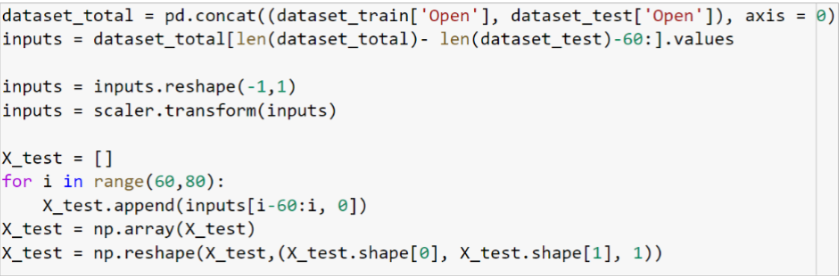 dataset_total = pd.concat((dataset_train['Open'], dataset_test['Open']), axis = 0)
inputs = dataset_total[len(dataset_total)- len(dataset_test)-60:].values
inputs = inputs.reshape(-1,1)
inputs = scaler.transform(inputs)
X_test = []
for i in range(60,80):
    X_test.append(inputs[i-60:i, 0])
X_test = np.array(X_test)
X_test = np.reshape(X_test,(X_test.shape[0], X_test.shape[1], 1))